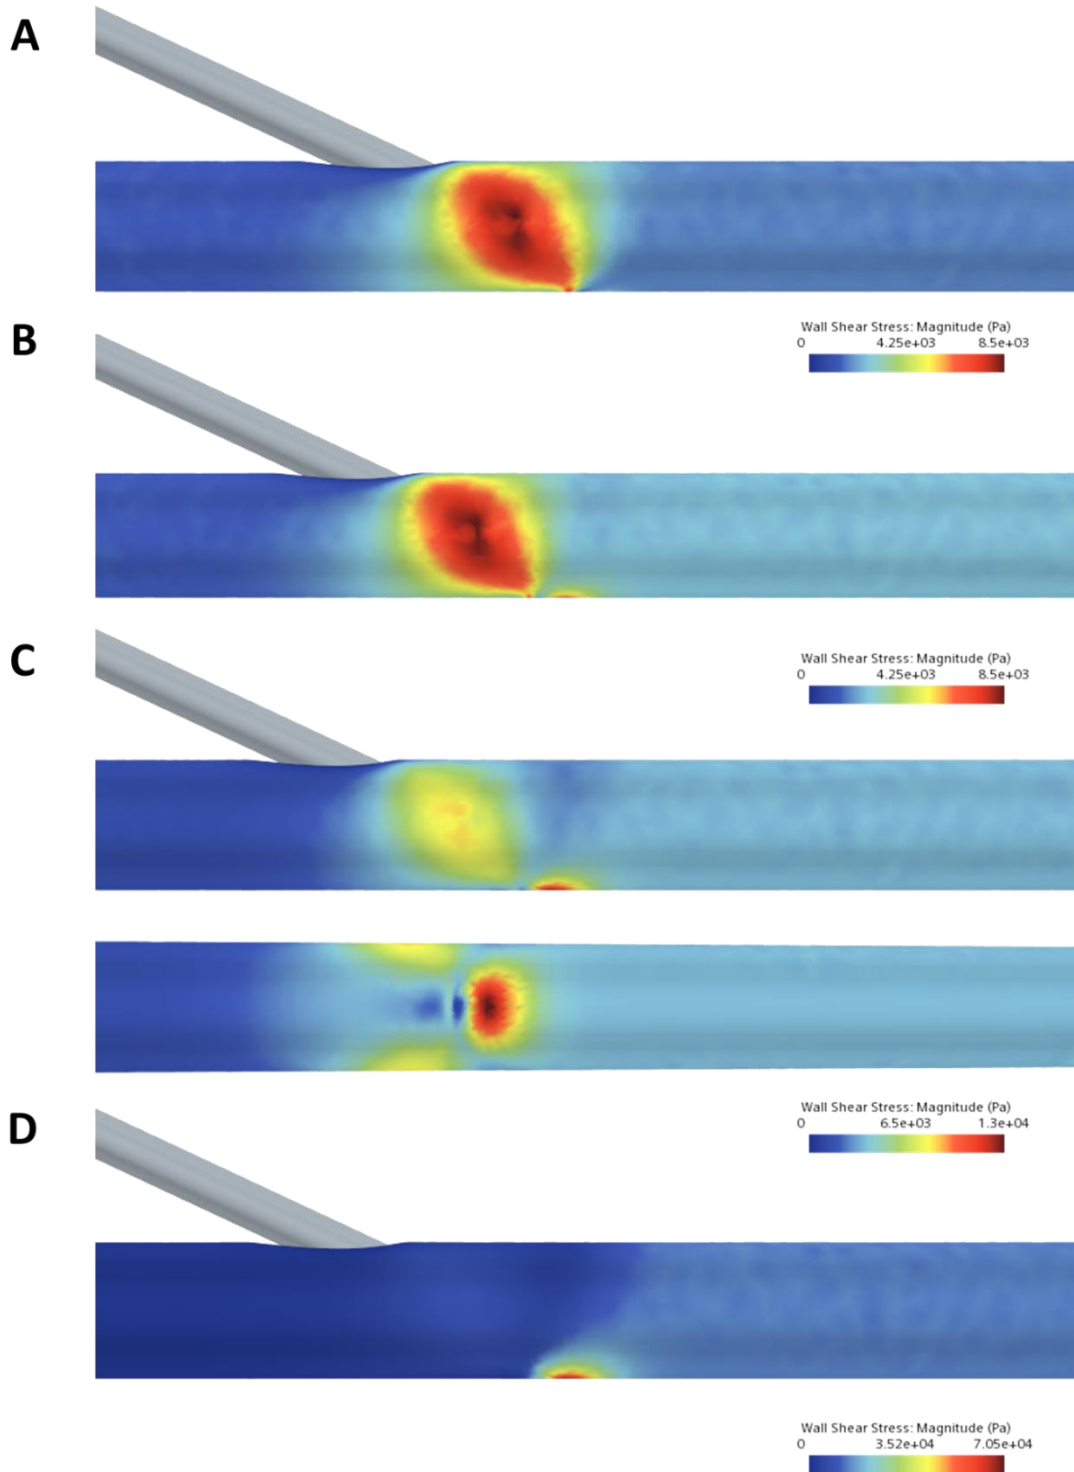 A
Wall Shear Stress: Magnitude (Pa)
0 4.25e+03 8.5e+03
B
Wall Shear Stress: Magnitude (Pa)
0 4.25e+03 8.5e+03
C
Wall Shear Stress: Magnitude (Pa)
0 6.5e+03 1.3e+04
D
Wall Shear Stress: Magnitude (Pa)
0 3.52e+04 7.05e+04